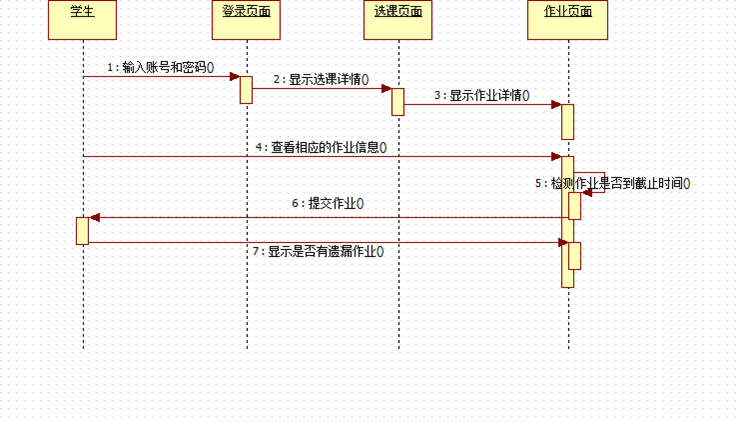 学生
登录页面
选课页面
作业页面
1 : 输入账号和密码()
2 : 显示选课详情()
3 : 显示作业详情()
4 : 查看相应的作业信息()
5 : 检测作业是否到截止时间()
6 : 提交作业()
7 : 显示是否有遗漏作业()